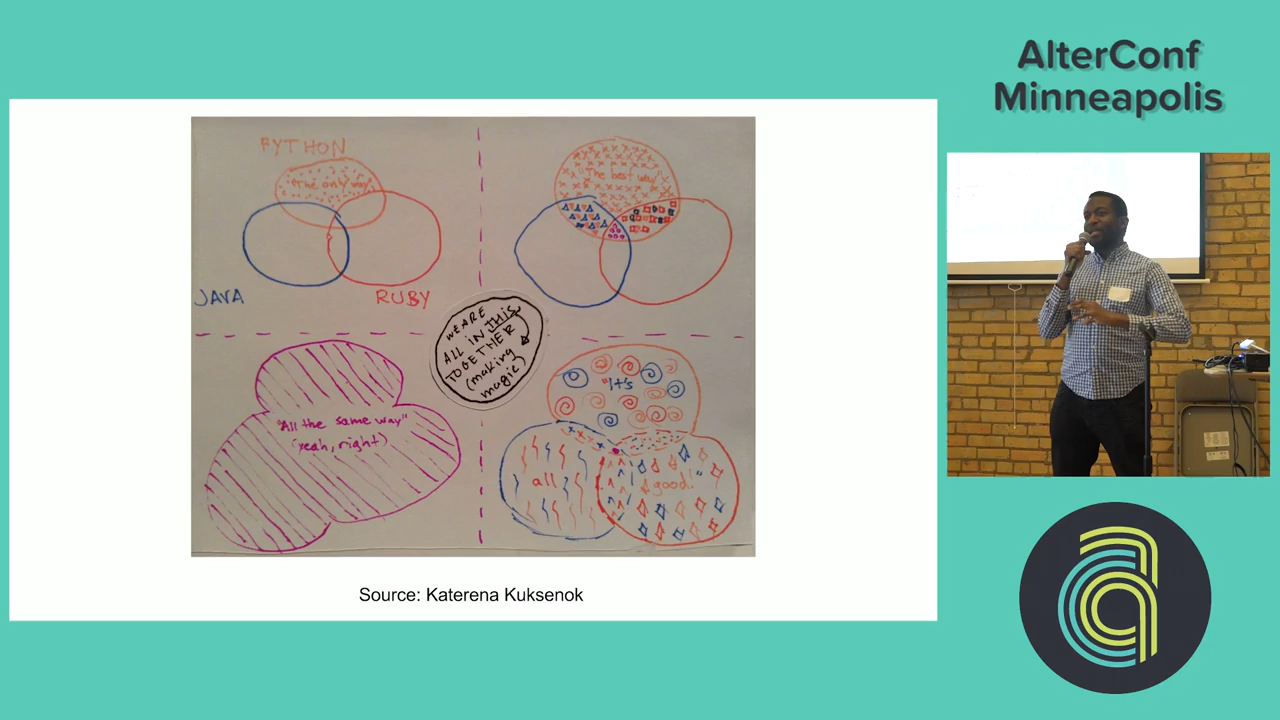 AlterConf
Minneapolis
PYTHON
"The only way"
JAVA
RUBY
"The best way"
WE ARE
ALL IN THIS
TOGETHER
(making
magic)
"All the same way"
(yeah, right)
"It's
all
good!"
Source: Katerena Kuksenok